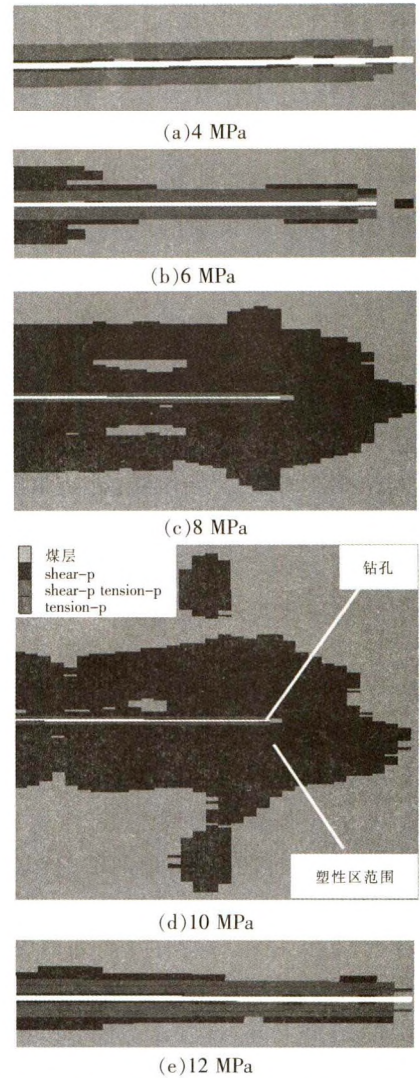 (a)4 MPa
(b)6 MPa
(c)8 MPa
煤层
shear-p
shear-p tension-p
tension-p
钻孔
塑性区范围
(d)10 MPa
(e)12 MPa